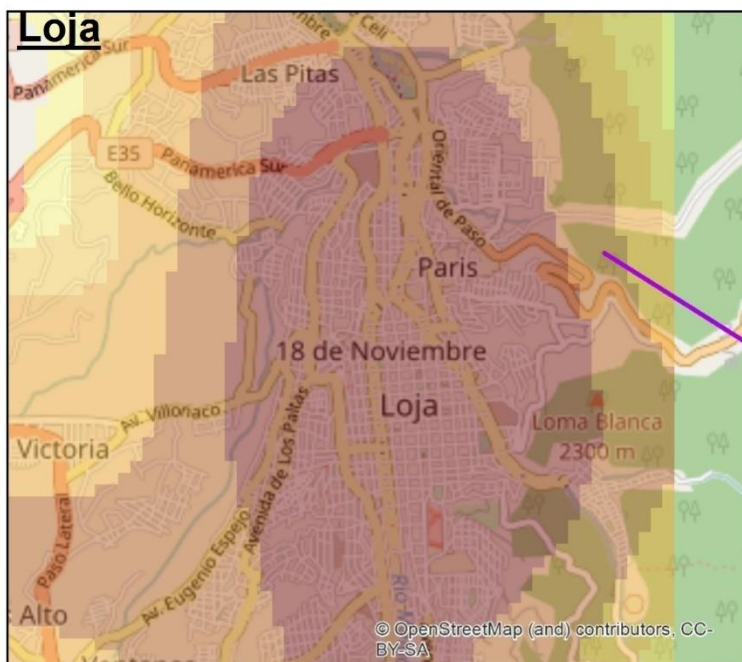 Loja
Panamerica Sur
Celi
Las Pitas
E35
Panamerica Sur
Oriental de Paso
Bello Horizonte
Paris
18 de Noviembre
Av. Villonaco
Loja
Avenida de Los Paltas
Loma Blanca
2300 m
Victoria
Paso Lateral
Av. Eugenio Espejo
Alto
© OpenStreetMap (and) contributors, CC-
BY-SA